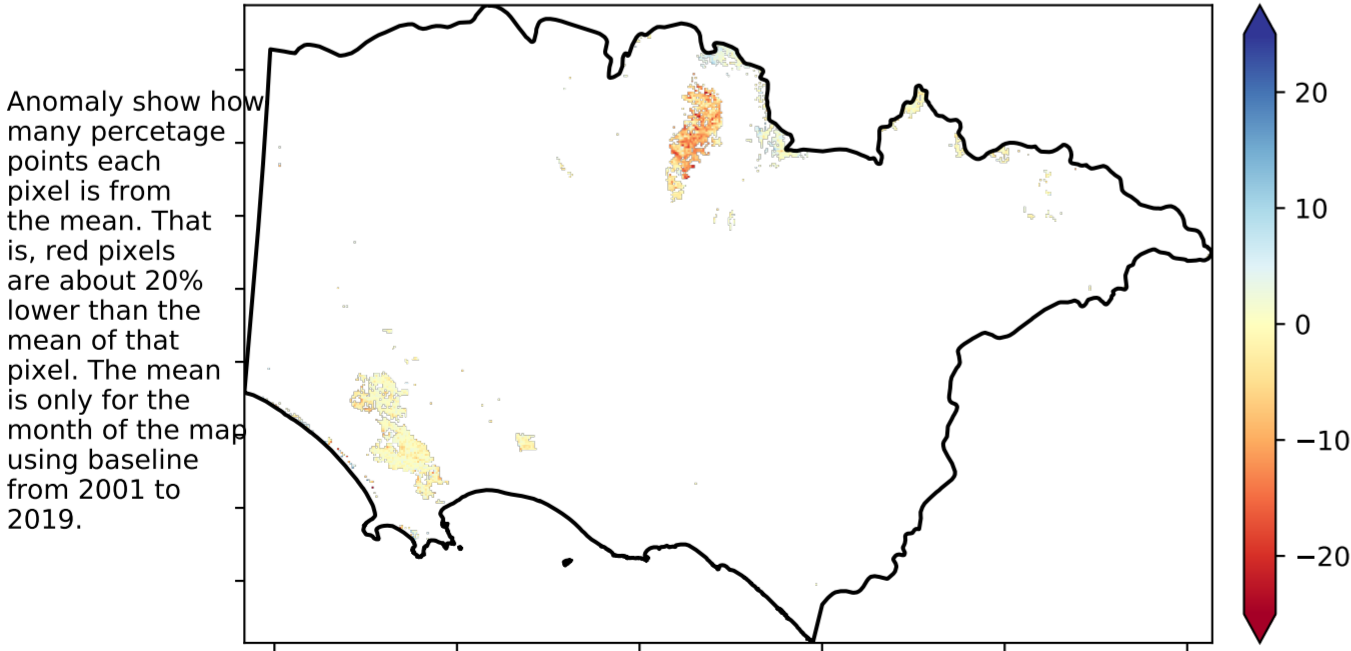 Anomaly show how
many percetage
points each
pixel is from
the mean. That
is, red pixels
are about 20%
lower than the
mean of that
pixel. The mean
is only for the
month of the map
using baseline
from 2001 to
2019.
20
10
0
−10
−20